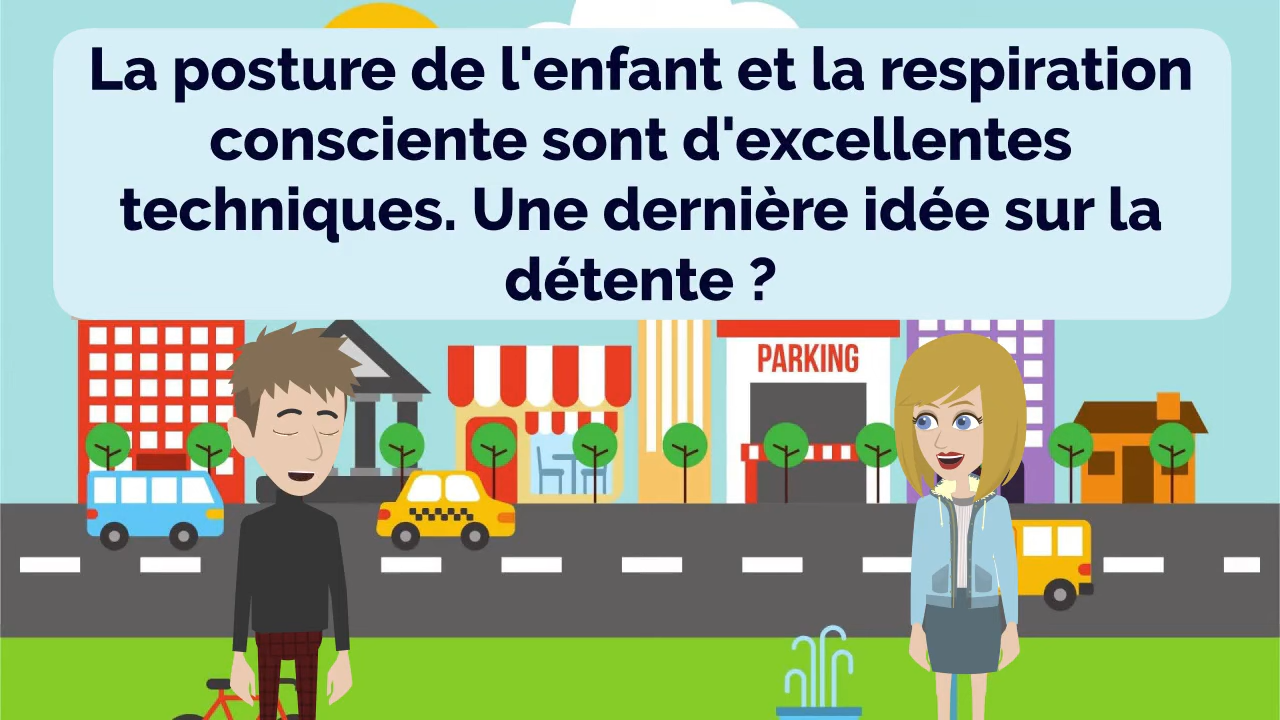 La posture de l'enfant et la respiration
consciente sont d'excellentes
techniques. Une dernière idée sur la
détente ?
PARKING